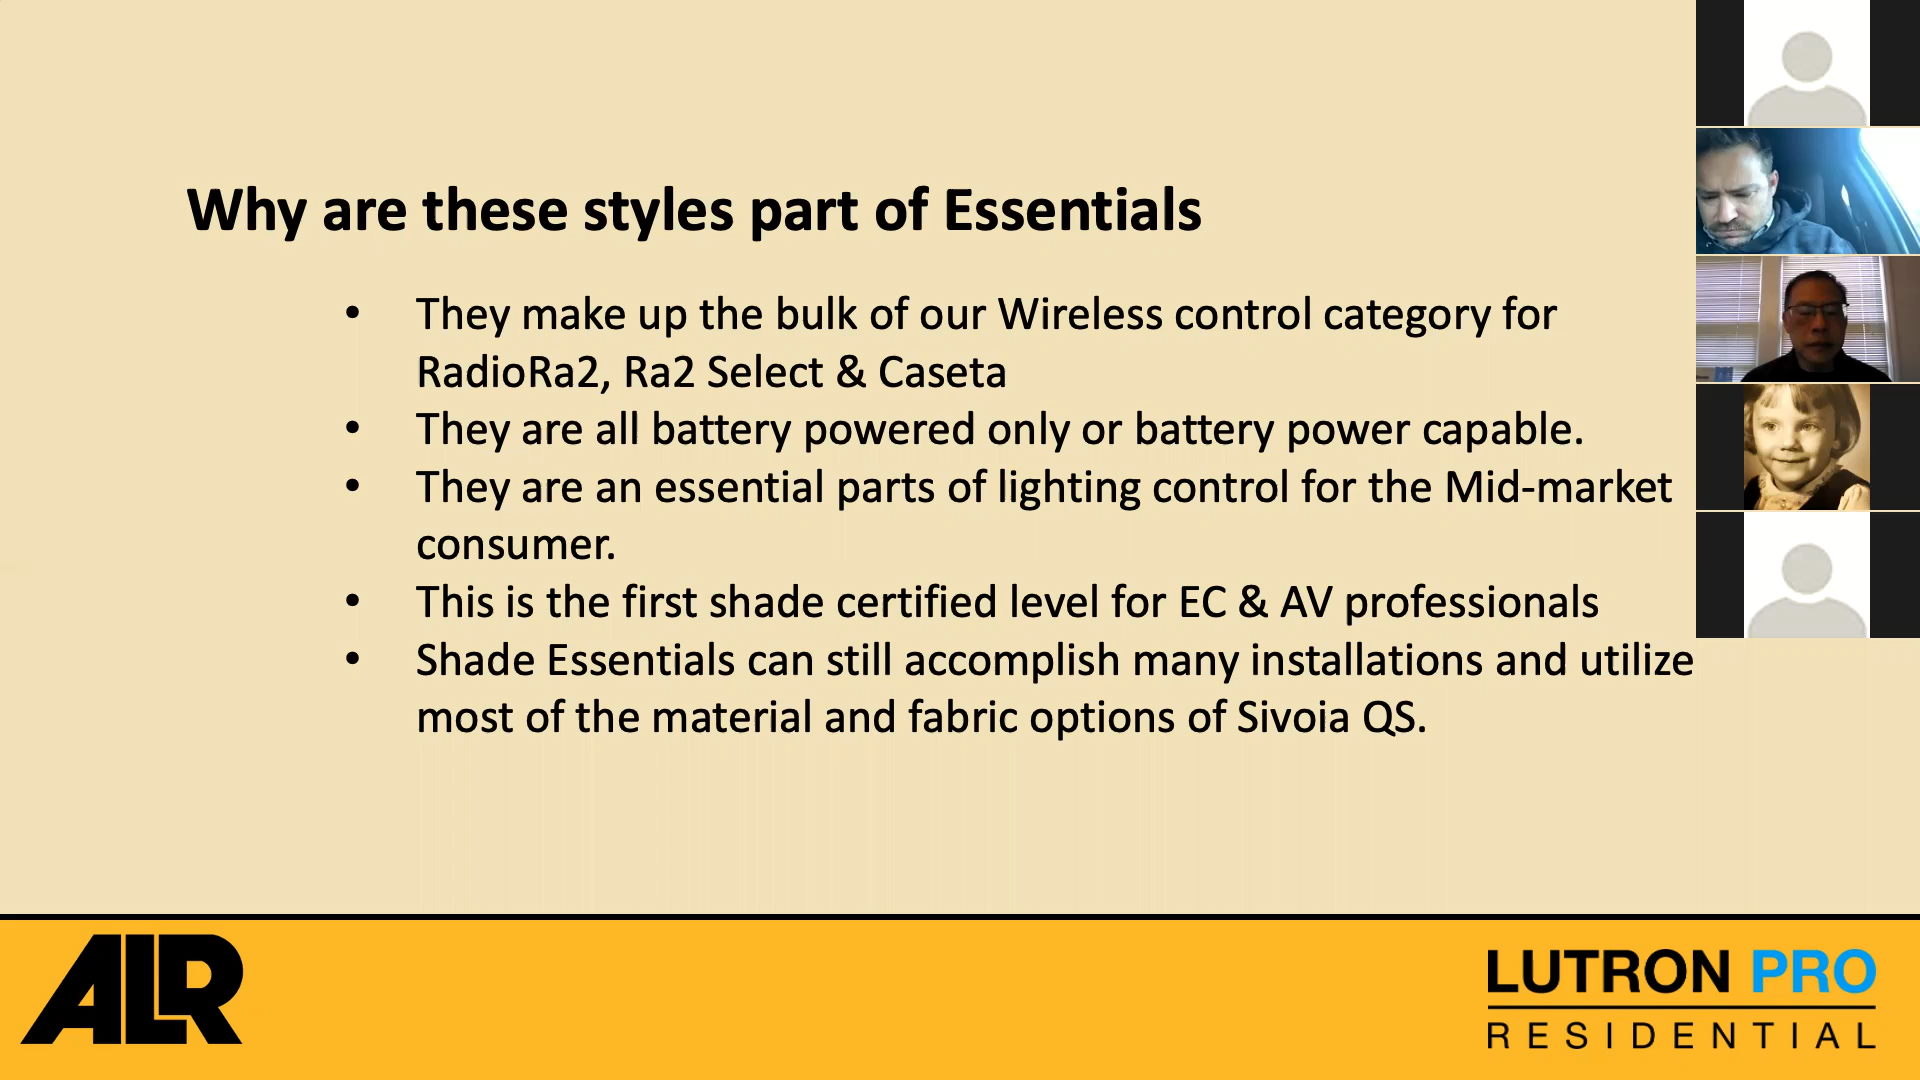 Why are these styles part of Essentials
• They make up the bulk of our Wireless control category for
RadioRa2, Ra2 Select & Caseta
• They are all battery powered only or battery power capable.
• They are an essential parts of lighting control for the Mid-market
consumer.
• This is the first shade certified level for EC & AV professionals
• Shade Essentials can still accomplish many installations and utilize
most of the material and fabric options of Sivoia QS.
ALR
LUTRON PRO
RESIDENTIAL